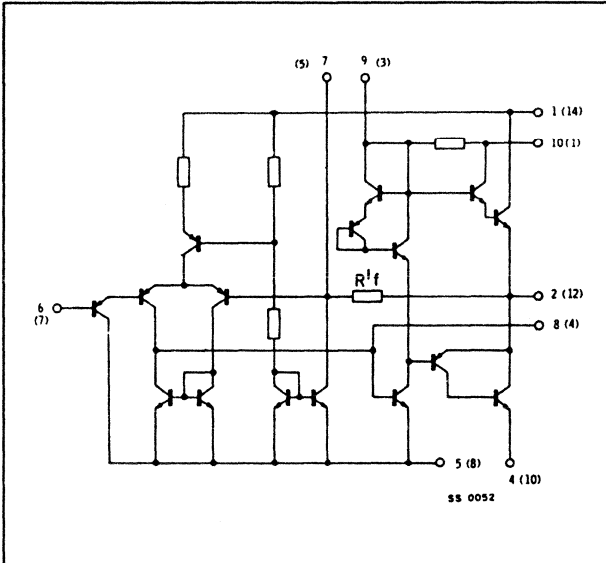 (5) 7 9 (3)
1 (14)
10 (1)
R'f
2 (12)
6
(7)
8 (4)
5 (8)
4 (10)
SS 0052